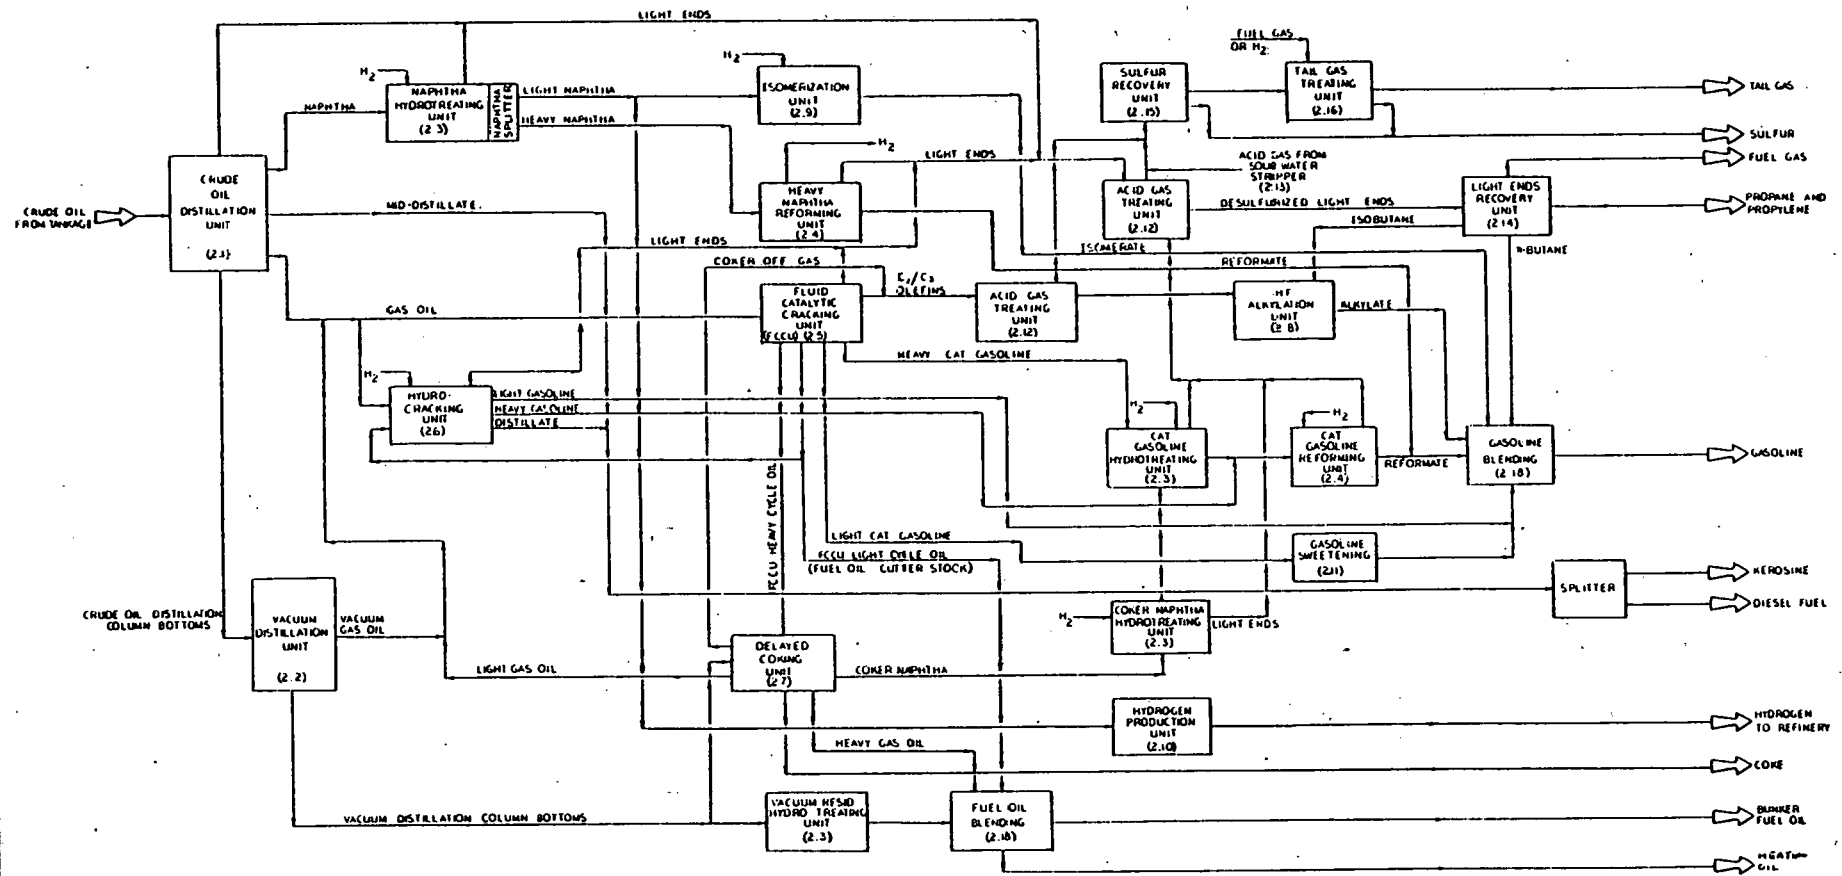 LIGHT ENDS
H2
NAPHTHA
HYDROTREATING
UNIT
(2.3)
NAPHTHA
SPLITTER
LIGHT NAPHTHA
HEAVY NAPHTHA
NAPHTHA
H2
ISOMERIZATION
UNIT
(2.9)
SULFUR
RECOVERY
UNIT
(2.15)
FUEL GAS
OR H2
TAIL GAS
TREATING
UNIT
(2.16)
TAIL GAS
SULFUR
FUEL GAS
PROPANE AND
PROPYLENE
CRUDE OIL
FROM TANKAGE
CRUDE
OIL
DISTILLATION
UNIT
(2.1)
MID-DISTILLATE
H2
HEAVY
NAPHTHA
REFORMING
UNIT
(2.4)
LIGHT ENDS
ACID GAS
TREATING
UNIT
(2.12)
ACID GAS FROM
SOUR WATER
STRIPPER
(2.13)
DESULFURIZED LIGHT ENDS
ISOBUTANE
LIGHT ENDS
RECOVERY
UNIT
(2.14)
n-BUTANE
ISOMERATE
REFORMATE
LIGHT ENDS
COKER OFF GAS
GAS OIL
FLUID
CATALYTIC
CRACKING
UNIT
(FCCU) (2.5)
OLEFINS
ACID GAS
TREATING
UNIT
(2.12)
HF
ALKYLATION
UNIT
(2.8)
ALKYLATE
HEAVY CAT GASOLINE
H2
HYDRO-
CRACKING
UNIT
(2.6)
LIGHT GASOLINE
HEAVY GASOLINE
DISTILLATE
H2
CAT
GASOLINE
HYDROTREATING
UNIT
(2.3)
H2
CAT
GASOLINE
REFORMING
UNIT
(2.4)
REFORMATE
GASOLINE
BLENDING
(2.18)
GASOLINE
FCCU HEAVY CYCLE OIL
LIGHT CAT GASOLINE
FCCU LIGHT CYCLE OIL
(FUEL OIL CUTTER STOCK)
GASOLINE
SWEETENING
(2.11)
SPLITTER
KEROSINE
DIESEL FUEL
CRUDE OIL DISTILLATION
COLUMN BOTTOMS
VACUUM
DISTILLATION
UNIT
(2.2)
VACUUM
GAS OIL
LIGHT GAS OIL
DELAYED
COKING
UNIT
(2.7)
COKER NAPHTHA
H2
COKER NAPHTHA
HYDROTREATING
UNIT
(2.3)
LIGHT ENDS
HYDROGEN
PRODUCTION
UNIT
(2.10)
HYDROGEN
TO REFINERY
HEAVY GAS OIL
COKE
VACUUM DISTILLATION COLUMN BOTTOMS
VACUUM RESID
HYDRO TREATING
UNIT
(2.3)
FUEL OIL
BLENDING
(2.18)
BUNKER
FUEL OIL
OIL